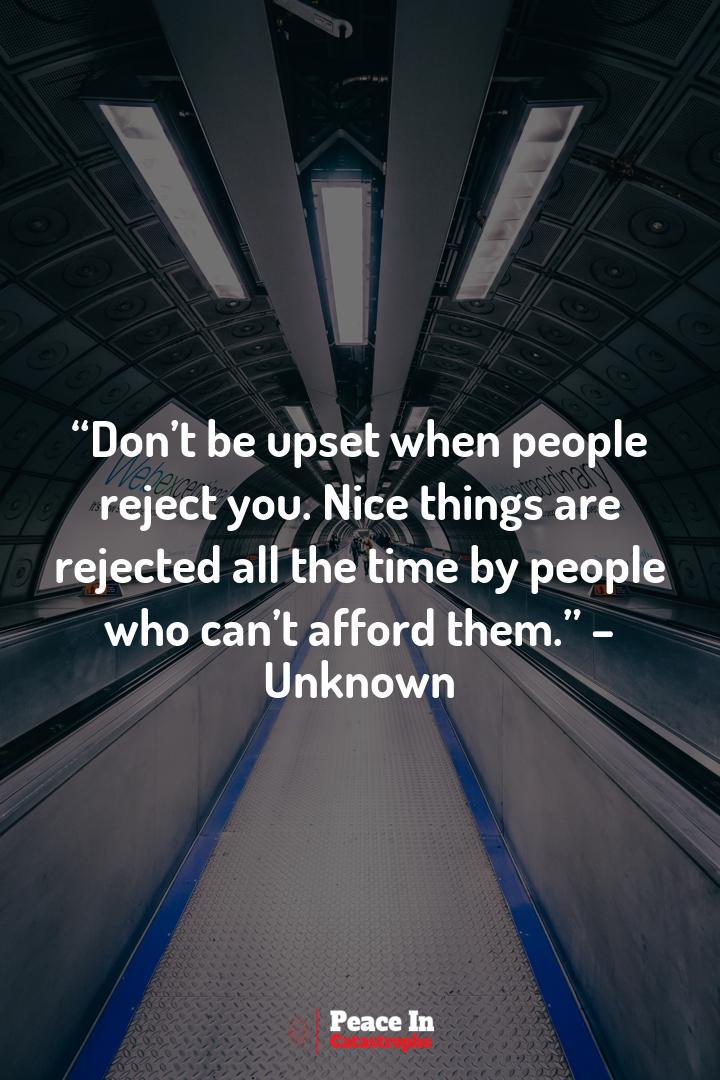 “Don’t be upset when people
reject you. Nice things are
rejected all the time by people
who can’t afford them.” –
Unknown
Peace In
Catastrophe